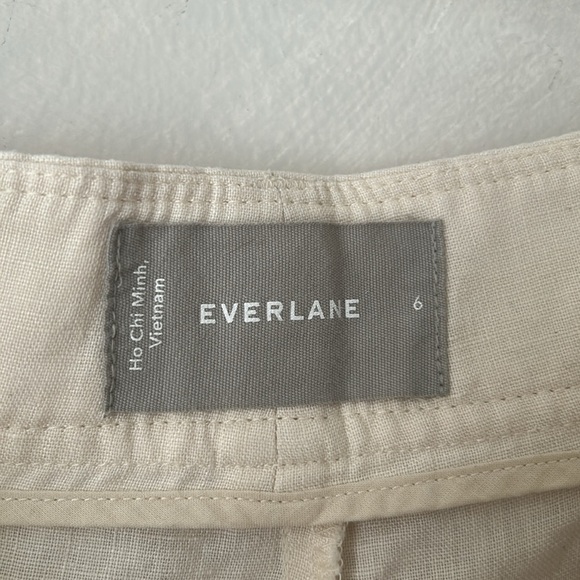 Ho Chi Minh,
Vietnam
EVERLANE
6